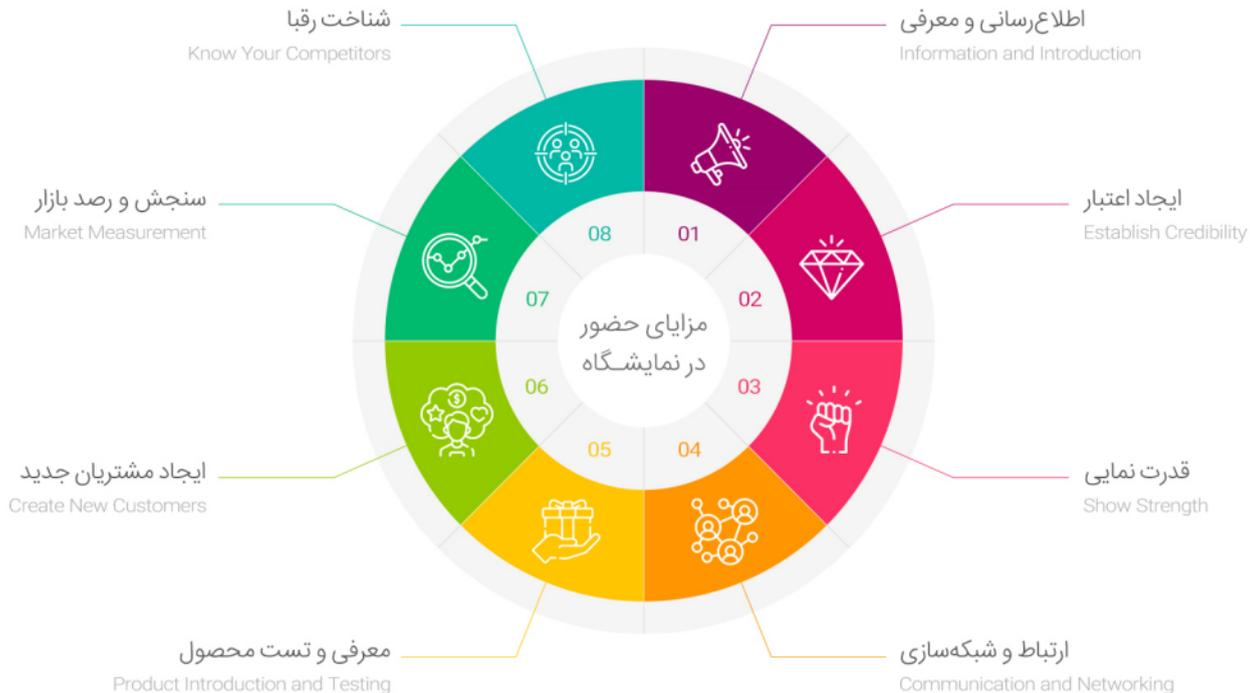 شناخت رقبا
Know Your Competitors
اطلاع‌رسانی و معرفی
Information and Introduction
سنجش و رصد بازار
Market Measurement
ایجاد اعتبار
Establish Credibility
08
01
07
02
مزایای حضور
در نمایشـگاه
06
03
05
04
ایجاد مشتریان جدید
Create New Customers
قدرت نمایی
Show Strength
معرفی و تست محصول
Product Introduction and Testing
ارتباط و شبکه‌سازی
Communication and Networking
$